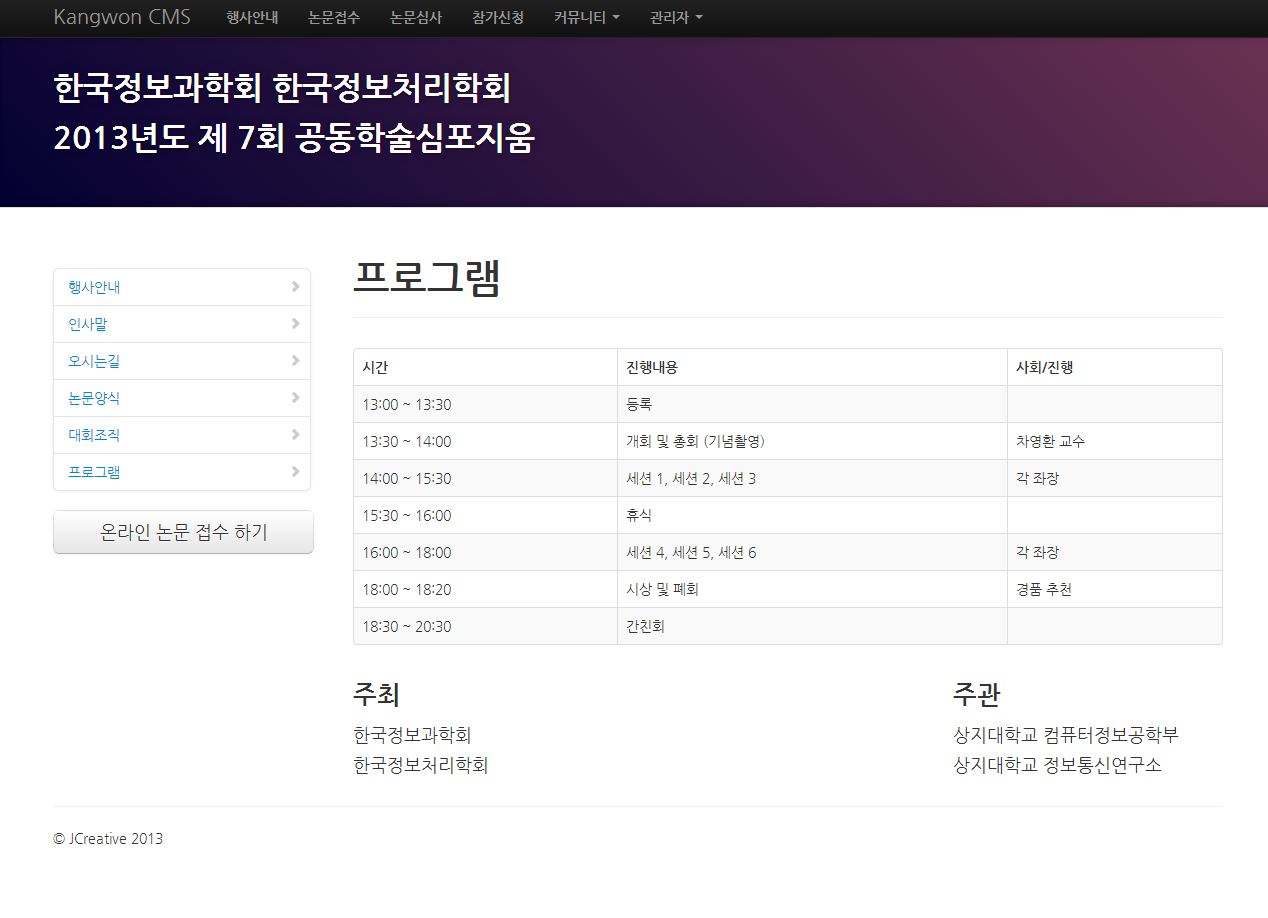 Kangwon CMS 행사안내 논문접수 논문심사 참가신청 커뮤니티 관리자
한국정보과학회 한국정보처리학회
2013년도 제 7회 공동학술심포지움
행사안내
인사말
오시는길
논문양식
대회조직
프로그램
온라인 논문 접수 하기
프로그램
시간 진행내용 사회/진행
13:00 ~ 13:30 등록
13:30 ~ 14:00 개회 및 총회 (기념촬영) 차영환 교수
14:00 ~ 15:30 세션 1, 세션 2, 세션 3 각 좌장
15:30 ~ 16:00 휴식
16:00 ~ 18:00 세션 4, 세션 5, 세션 6 각 좌장
18:00 ~ 18:20 시상 및 폐회 경품 추천
18:30 ~ 20:30 간친회
주최
한국정보과학회
한국정보처리학회
주관
상지대학교 컴퓨터정보공학부
상지대학교 정보통신연구소
© JCreative 2013